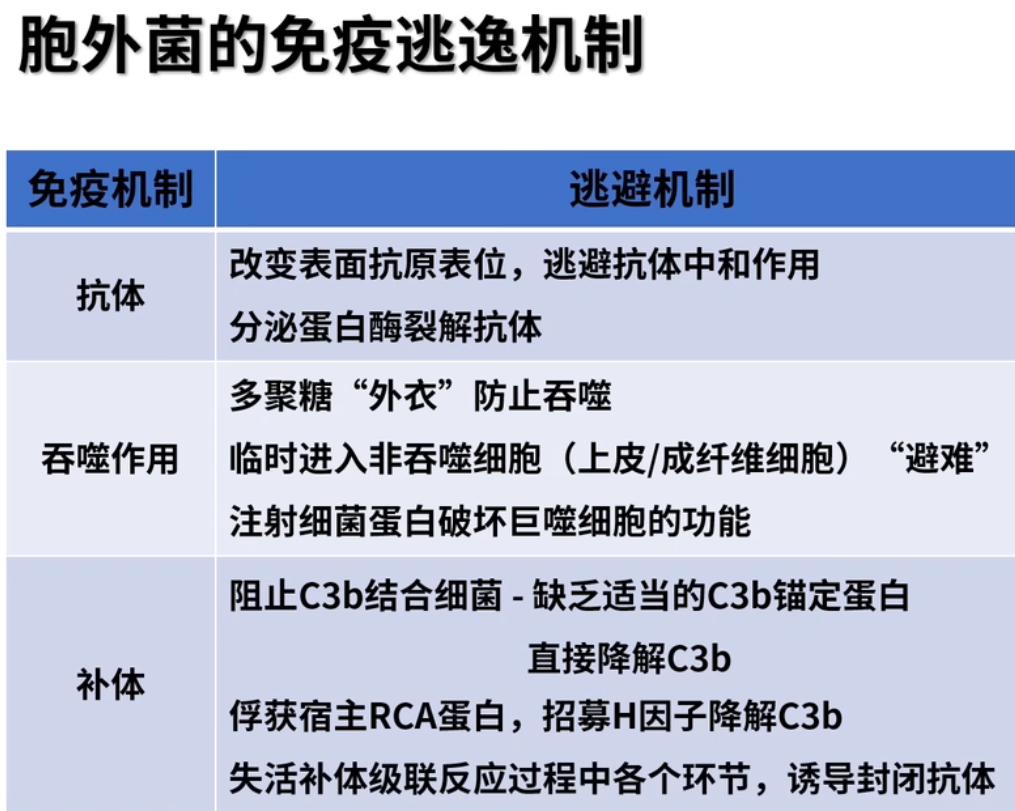 胞外菌的免疫逃逸机制
免疫机制 逃避机制
抗体
改变表面抗原表位，逃避抗体中和作用
分泌蛋白酶裂解抗体
吞噬作用
多聚糖“外衣”防止吞噬
临时进入非吞噬细胞（上皮/成纤维细胞）“避难”
注射细菌蛋白破坏巨噬细胞的功能
补体
阻止C3b结合细菌 - 缺乏适当的C3b锚定蛋白
直接降解C3b
俘获宿主RCA蛋白，招募H因子降解C3b
失活补体级联反应过程中各个环节，诱导封闭抗体